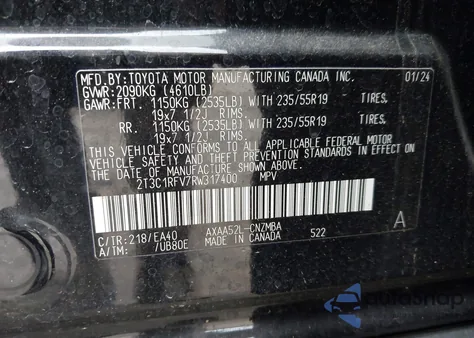 MFD.BY:TOYOTA MOTOR MANUFACTURING CANADA INC. 01/24
GVWR:2090KG (4610LB)
GAWR:FRT. 1150KG (2535LB) WITH 235/55R19 TIRES.
19x7 1/2J RIMS.
RR. 1150KG (2535LB) WITH 235/55R19 TIRES.
19x7 1/2J RIMS.
THIS VEHICLE CONFORMS TO ALL APPLICABLE FEDERAL MOTOR
VEHICLE SAFETY AND THEFT PREVENTION STANDARDS IN
EFFECT ON THE DATE OF MANUFACTURE SHOWN ABOVE.
2T3C1RFV7RW317400 MPV
C/TR:218/EA40 AXAA52L-CNZMBA A
A/TM: /UB80E MADE IN CANADA 522
autosnap